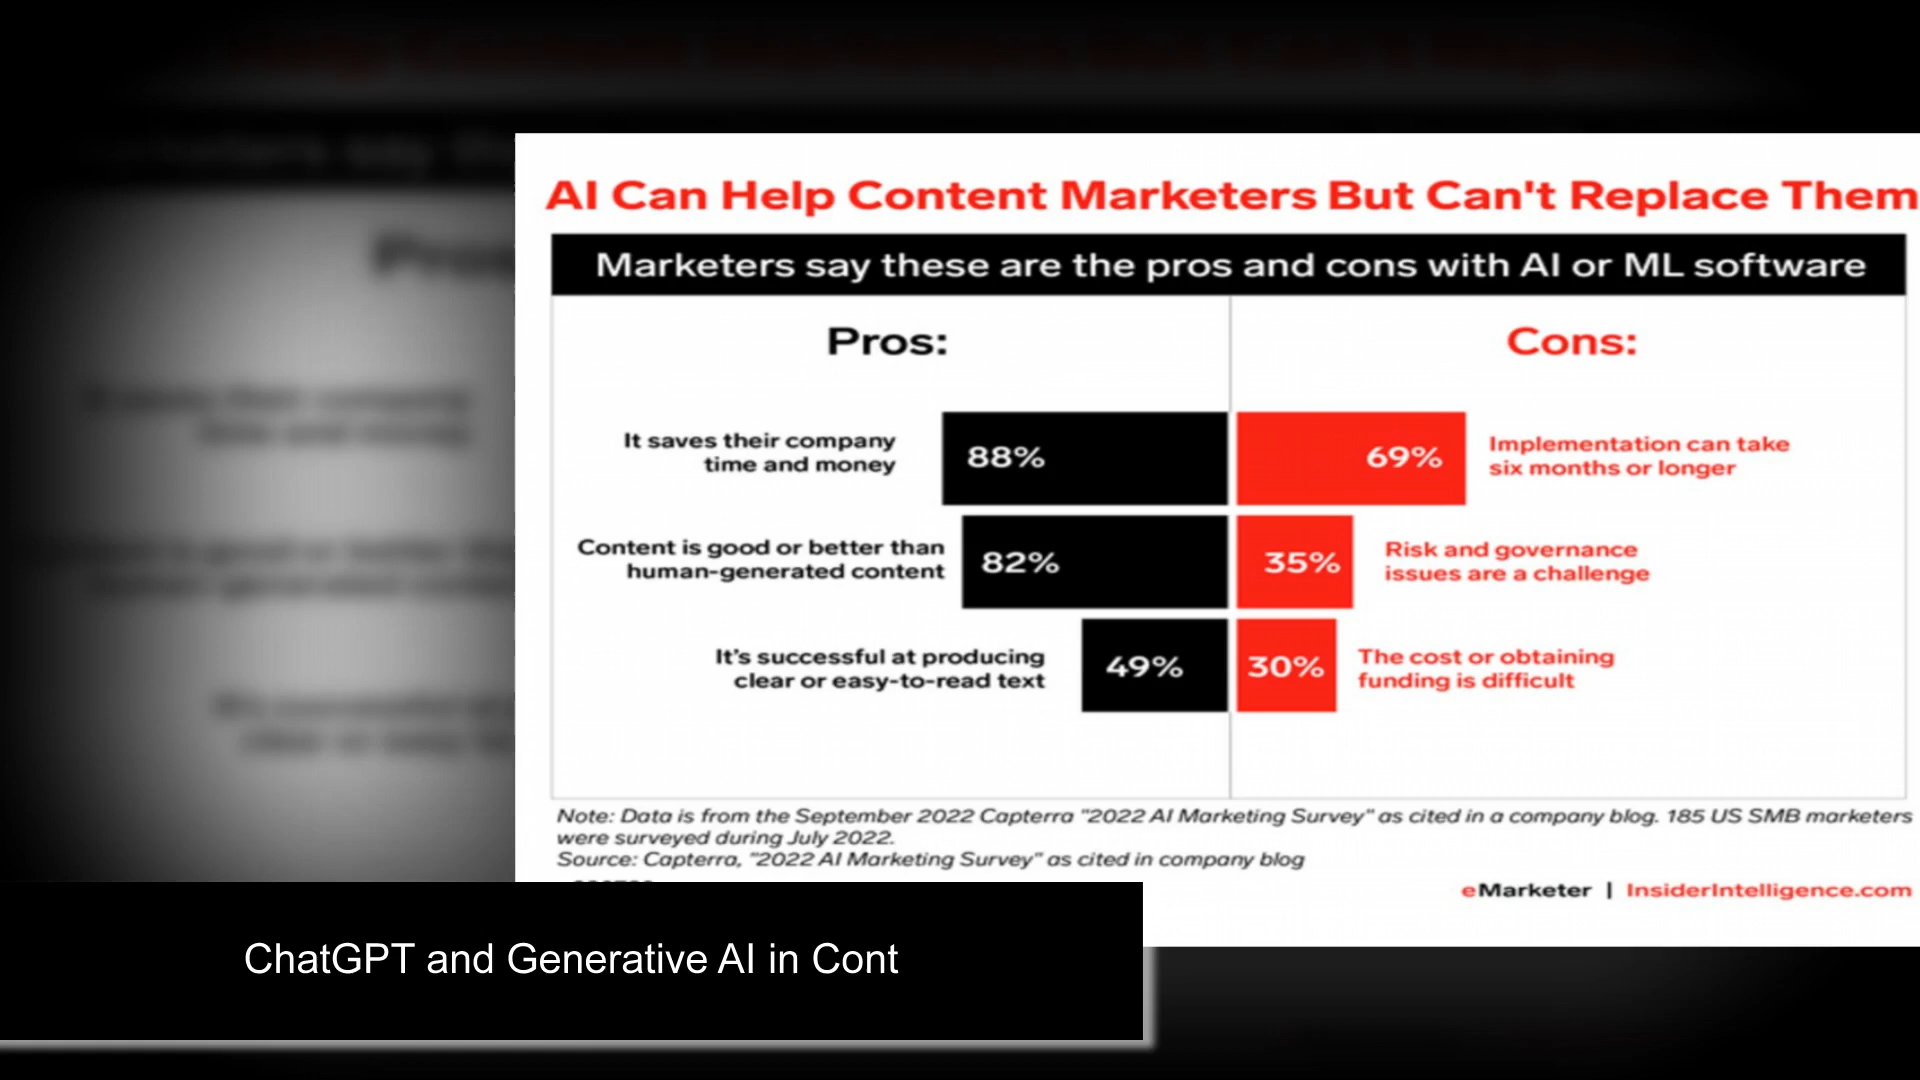 AI Can Help Content Marketers But Can't Replace Them
Marketers say these are the pros and cons with AI or ML software
Pros:
Cons:
It saves their company
time and money
88%
69%
Implementation can take
six months or longer
Content is good or better than
human-generated content
82%
35%
Risk and governance
issues are a challenge
It's successful at producing
clear or easy-to-read text
49%
30%
The cost or obtaining
funding is difficult
Note: Data is from the September 2022 Capterra "2022 AI Marketing Survey" as cited in a company blog. 185 US SMB marketers
were surveyed during July 2022.
Source: Capterra, "2022 AI Marketing Survey" as cited in company blog
eMarketer | InsiderIntelligence.com
ChatGPT and Generative AI in Cont